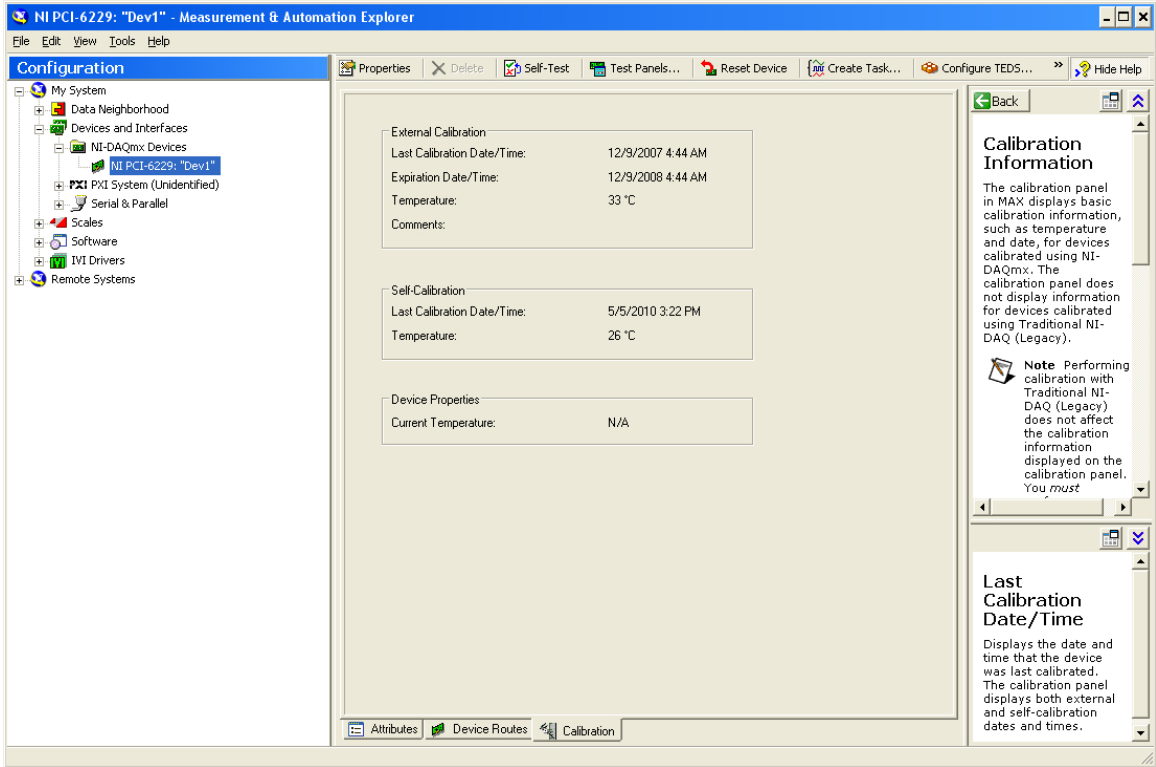 NI PCI-6229: "Dev1" - Measurement & Automation Explorer
File Edit View Tools Help
Configuration
My System
Data Neighborhood
Devices and Interfaces
NI-DAQmx Devices
NI PCI-6229: "Dev1"
PXI PXI System (Unidentified)
Serial & Parallel
Scales
Software
IVI Drivers
Remote Systems
Properties Delete Self-Test Test Panels... Reset Device Create Task... Configure TEDS... » Hide Help
External Calibration
Last Calibration Date/Time: 12/9/2007 4:44 AM
Expiration Date/Time: 12/9/2008 4:44 AM
Temperature: 33 °C
Comments:
Self-Calibration
Last Calibration Date/Time: 5/5/2010 3:22 PM
Temperature: 26 °C
Device Properties
Current Temperature: N/A
Attributes Device Routes Calibration
Back
Calibration
Information
The calibration panel
in MAX displays basic
calibration information,
such as temperature
and date, for devices
calibrated using NI-
DAQmx. The
calibration panel does
not display information
for devices calibrated
using Traditional NI-
DAQ (Legacy).
Note Performing
calibration with
Traditional NI-
DAQ (Legacy)
does not affect
the calibration
information
displayed on the
calibration panel.
You must
Last
Calibration
Date/Time
Displays the date and
time that the device
was last calibrated.
The calibration panel
displays both external
and self-calibration
dates and times.